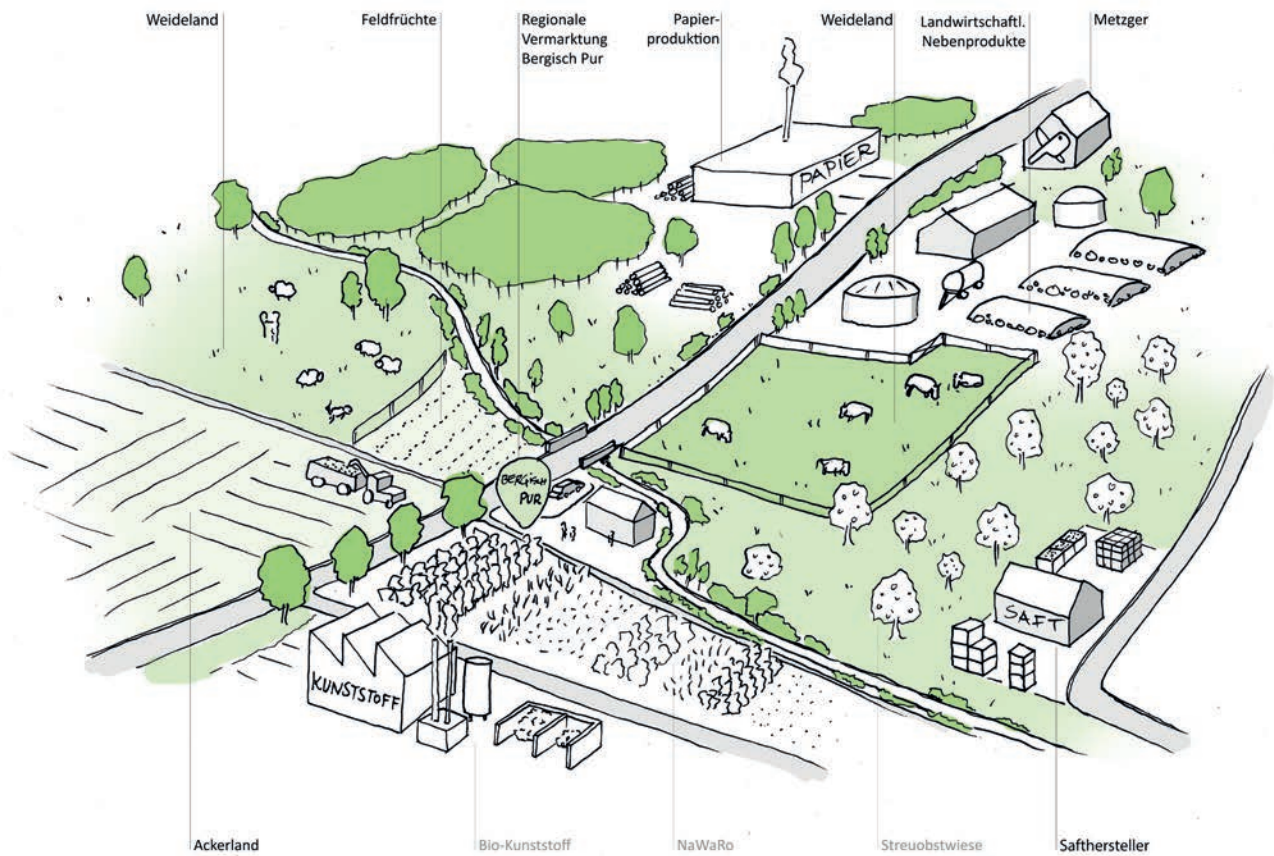 Weideland
Feldfrüchte
Regionale
Vermarktung
Bergisch Pur
Papier-
produktion
Weideland
Landwirtschaftl.
Nebenprodukte
Metzger
PAPIER
BERGISCH
PUR
SAFT
KUNSTSTOFF
Ackerland
Bio-Kunststoff
NaWaRo
Streuobstwiese
Safthersteller